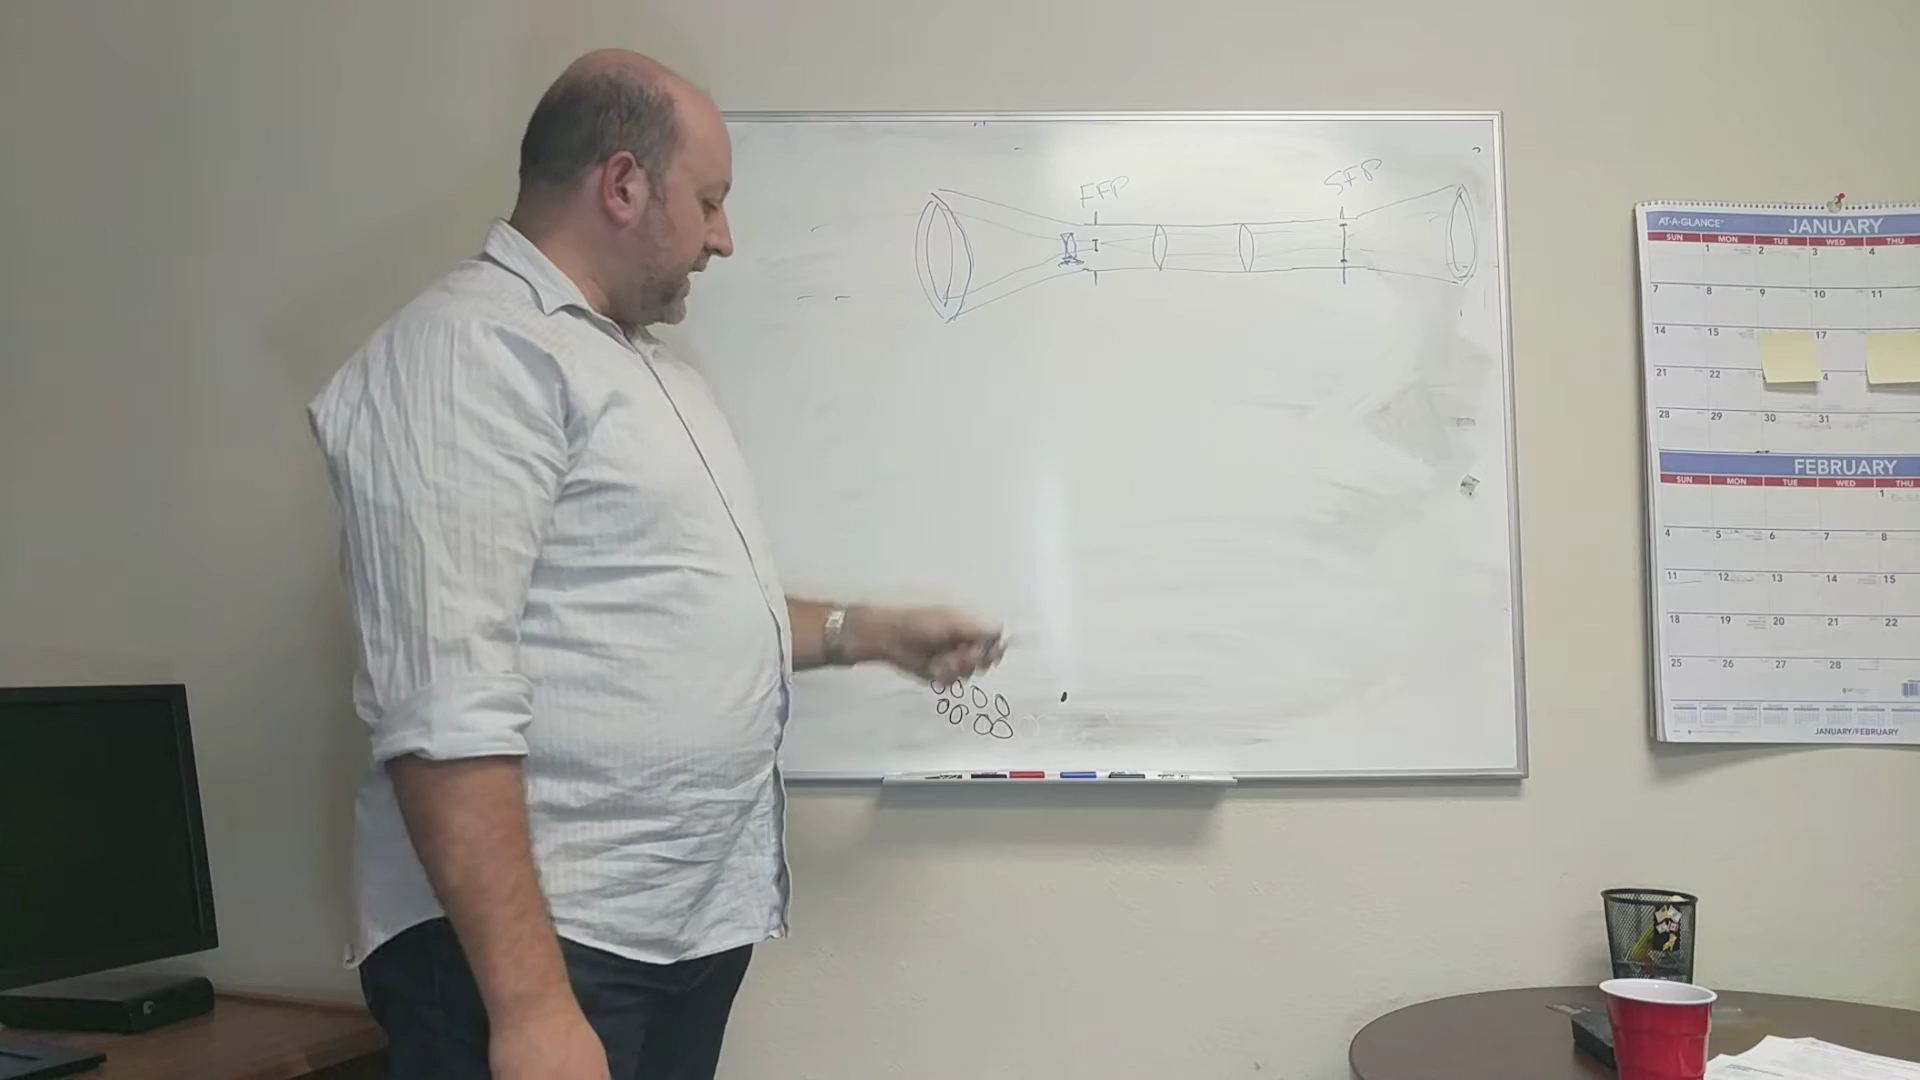 FFP
SFP
AT-A-GLANCE
JANUARY
SUN MON TUE WED THU
1 2 3 4
7 8 9 10 11
14 15 17
21 22 4
28 29 30 31
FEBRUARY
SUN MON TUE WED THU
1
4 5 6 7 8
11 12 13 14 15
18 19 20 21 22
25 26 27 28
JANUARY/FEBRUARY